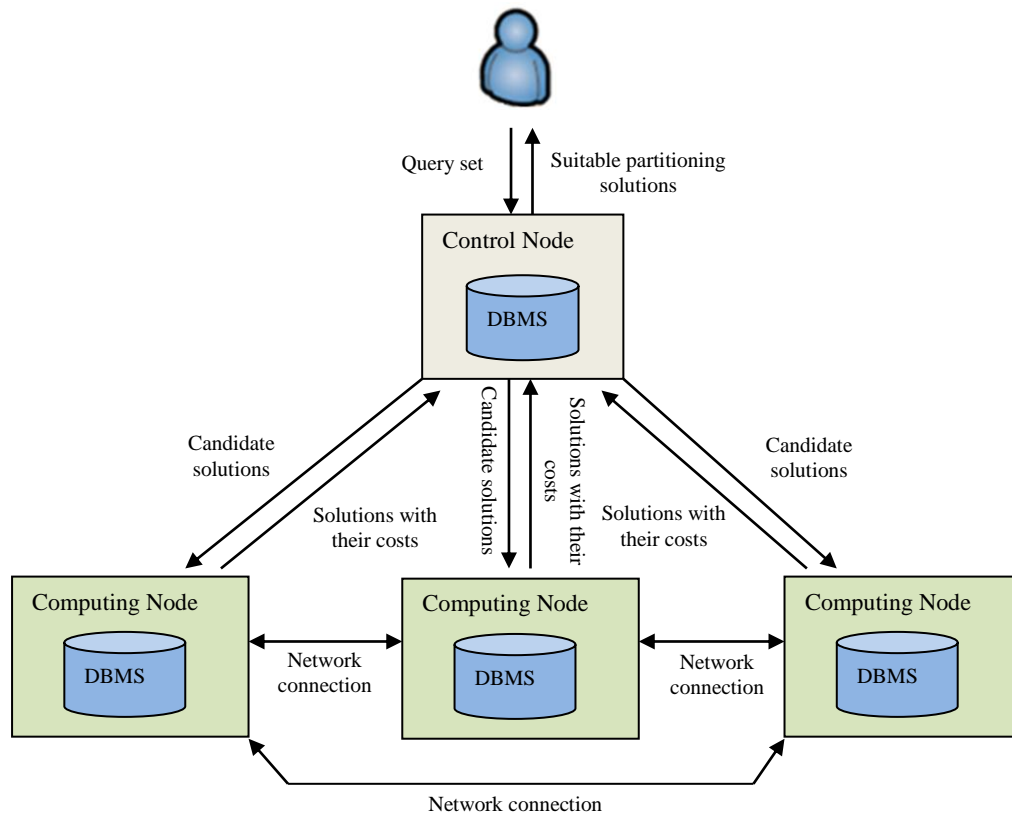 Query set
Suitable partitioning
solutions
Control Node
DBMS
Candidate
solutions
Solutions with
their costs
Candidate solutions
Solutions with their
costs
Candidate
solutions
Solutions with
their costs
Computing Node
DBMS
Network
connection
Computing Node
DBMS
Network
connection
Computing Node
DBMS
Network connection